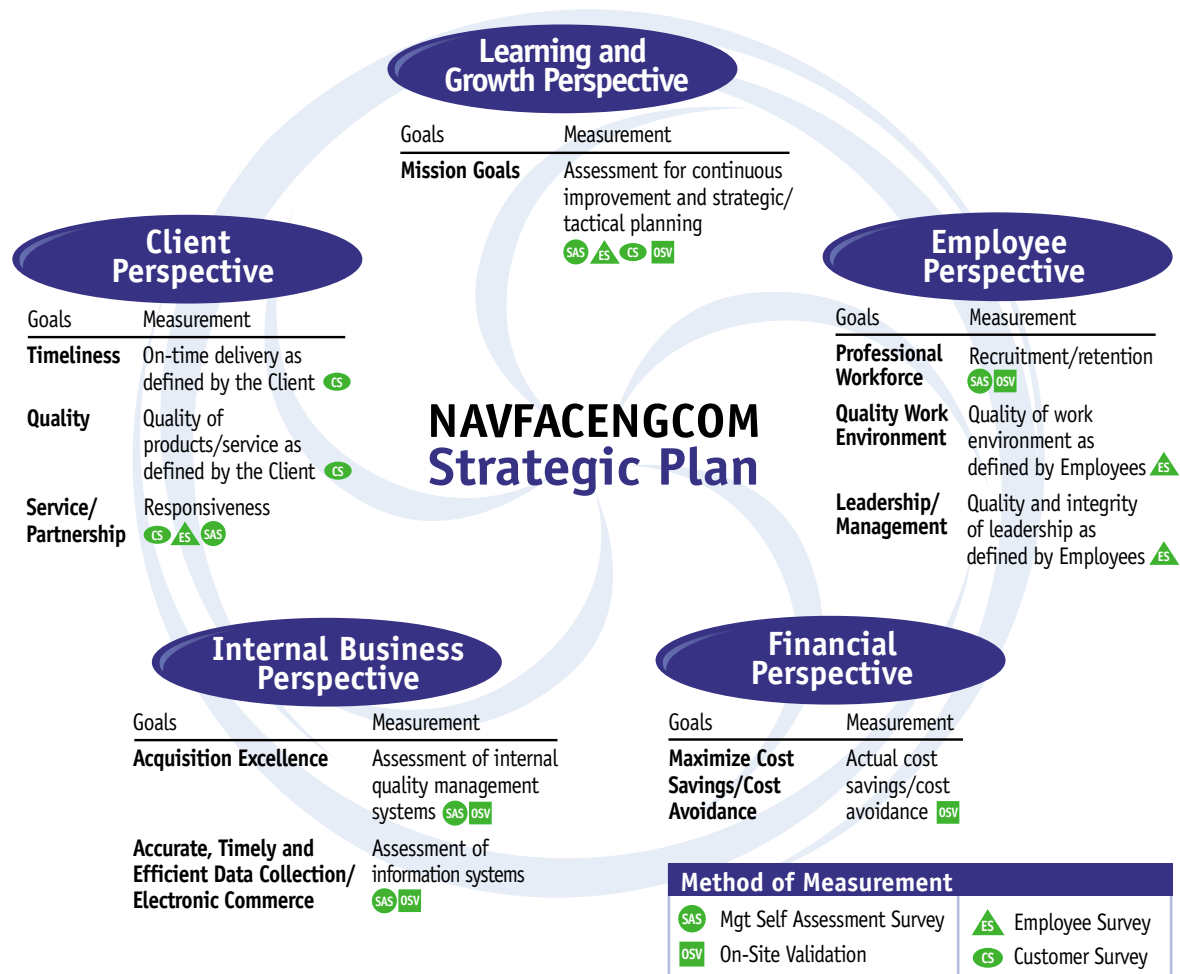 Learning and
Growth Perspective
Goals Measurement
Mission Goals Assessment for continuous
improvement and strategic/
tactical planning
SAS ES CS OSV
Client
Perspective
Goals Measurement
Timeliness On-time delivery as
defined by the Client CS
Quality Quality of
products/service as
defined by the Client CS
Service/ Responsiveness
Partnership CS ES SAS
Employee
Perspective
Goals Measurement
Professional Recruitment/retention
Workforce SAS OSV
Quality Work Quality of work
Environment environment as
defined by Employees ES
Leadership/ Quality and integrity
Management of leadership as
defined by Employees ES
NAVFACENGCOM
Strategic Plan
Internal Business
Perspective
Goals Measurement
Acquisition Excellence Assessment of internal
quality management
systems SAS OSV
Accurate, Timely and Assessment of
Efficient Data Collection/ information systems
Electronic Commerce SAS OSV
Financial
Perspective
Goals Measurement
Maximize Cost Actual cost
Savings/Cost savings/cost
Avoidance avoidance OSV
Method of Measurement
SAS Mgt Self Assessment Survey ES Employee Survey
OSV On-Site Validation CS Customer Survey